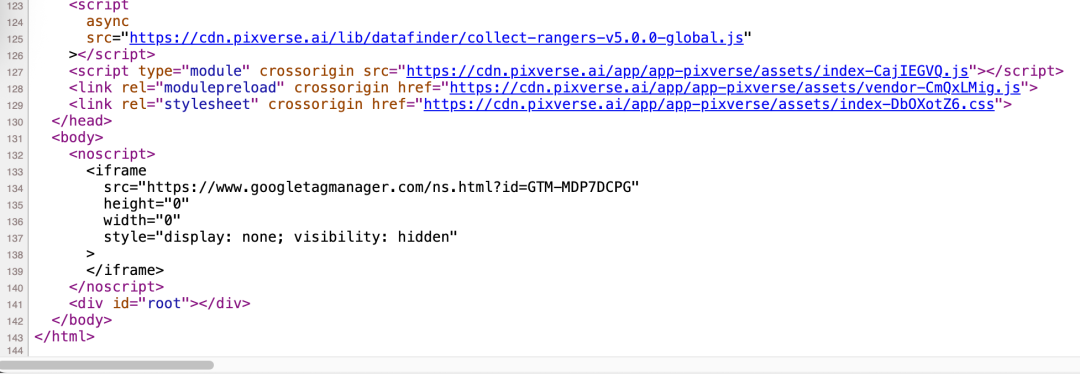 123 <script
124 async
125 src="https://cdn.pixverse.ai/lib/datafinder/collect-rangers-v5.0.0-global.js"
126 ></script>
127 <script type="module" crossorigin src="https://cdn.pixverse.ai/app/app-pixverse/assets/index-CajIEGVQ.js"></script>
128 <link rel="modulepreload" crossorigin href="https://cdn.pixverse.ai/app/app-pixverse/assets/vendor-CmQxLMig.js">
129 <link rel="stylesheet" crossorigin href="https://cdn.pixverse.ai/app/app-pixverse/assets/index-DbOXotZ6.css">
130 </head>
131 <body>
132 <noscript>
133 <iframe
134 src="https://www.googletagmanager.com/ns.html?id=GTM-MDP7DCPG"
135 height="0"
136 width="0"
137 style="display: none; visibility: hidden"
138 >
139 </iframe>
140 </noscript>
141 <div id="root"></div>
142 </body>
143 </html>
144